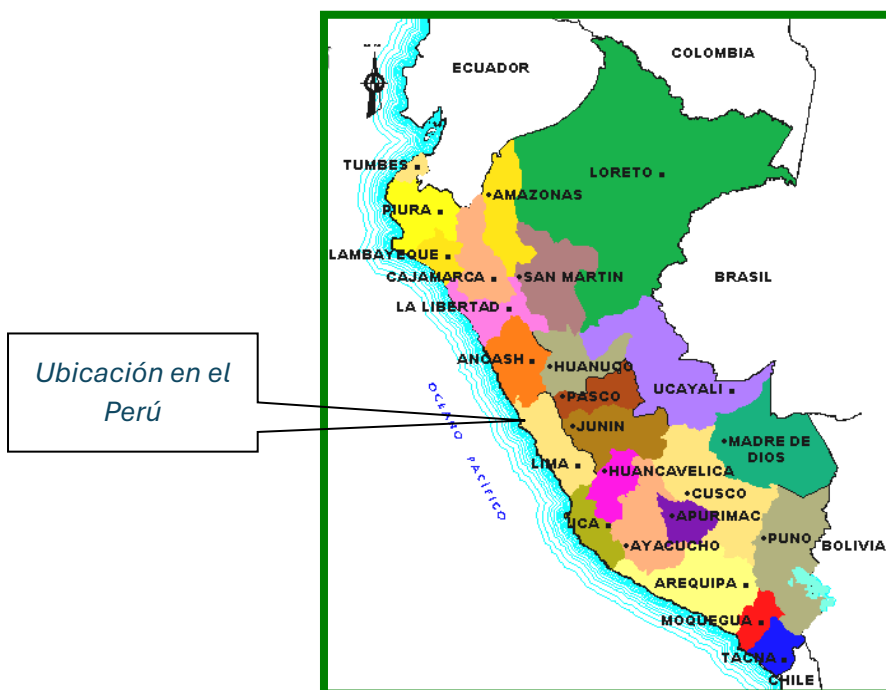 COLOMBIA
ECUADOR
TUMBES
LORETO
AMAZONAS
PIURA
LAMBAYEQUE
CAJAMARCA
SAN MARTIN
BRASIL
LA LIBERTAD
Ubicación en el
Perú
ANCASH
HUANUCO
UCAYALI
PASCO
OCEANO PACÍFICO
JUNIN
MADRE DE
DIOS
LIMA
HUANCAVELICA
CUSCO
APURIMAC
ICA
AYACUCHO
PUNO
BOLIVIA
AREQUIPA
MOQUEGUA
TACNA
CHILE